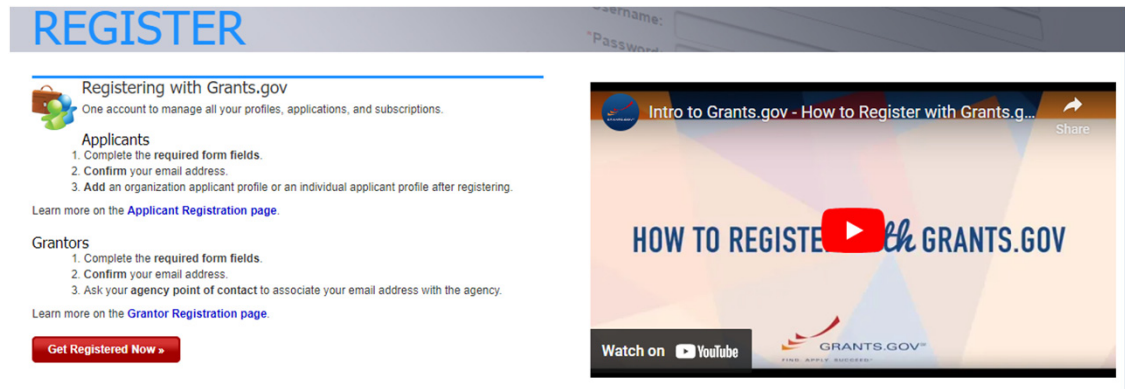 REGISTER
Username:
*Password
Registering with Grants.gov
One account to manage all your profiles, applications, and subscriptions.
Applicants
1. Complete the required form fields.
2. Confirm your email address.
3. Add an organization applicant profile or an individual applicant profile after registering.
Learn more on the Applicant Registration page.
Grantors
1. Complete the required form fields.
2. Confirm your email address.
3. Ask your agency point of contact to associate your email address with the agency.
Learn more on the Grantor Registration page.
Get Registered Now »
Intro to Grants.gov - How to Register with Grants.g...
Share
HOW TO REGISTE with GRANTS.GOV
Watch on YouTube
GRANTS.GOV
FIND. APPLY. SUCCEED.